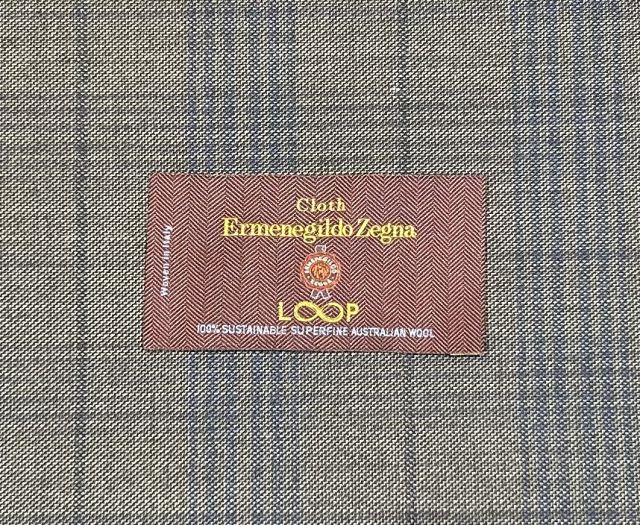 Cloth
Ermenegildo Zegna
LOOP
100% SUSTAINABLE SUPERFINE AUSTRALIAN WOOL
Woven in Italy